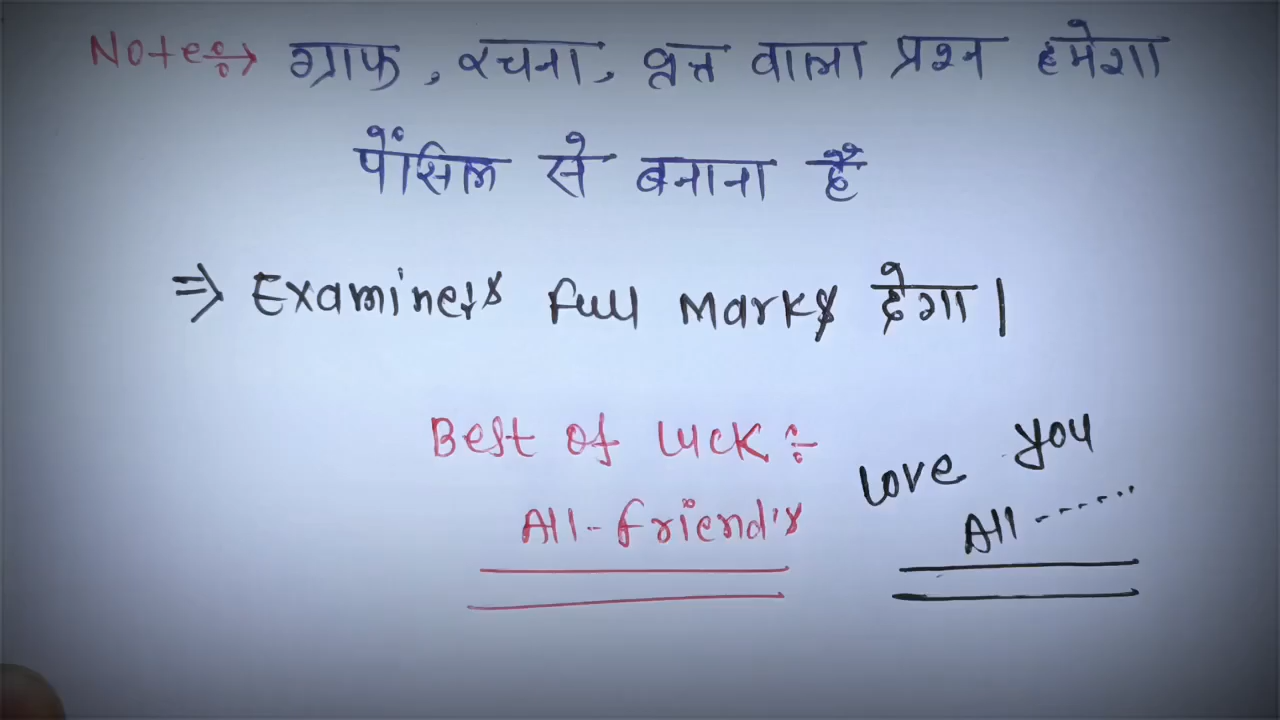 Note:→ ग्राफ, रचना, वृत्त वाला प्रश्न हमेशा
पेंसिल से बनाना हैं
⇒ Examiners full Marks देगा।
Best of luck :-
All-friend's
Love you
All ------